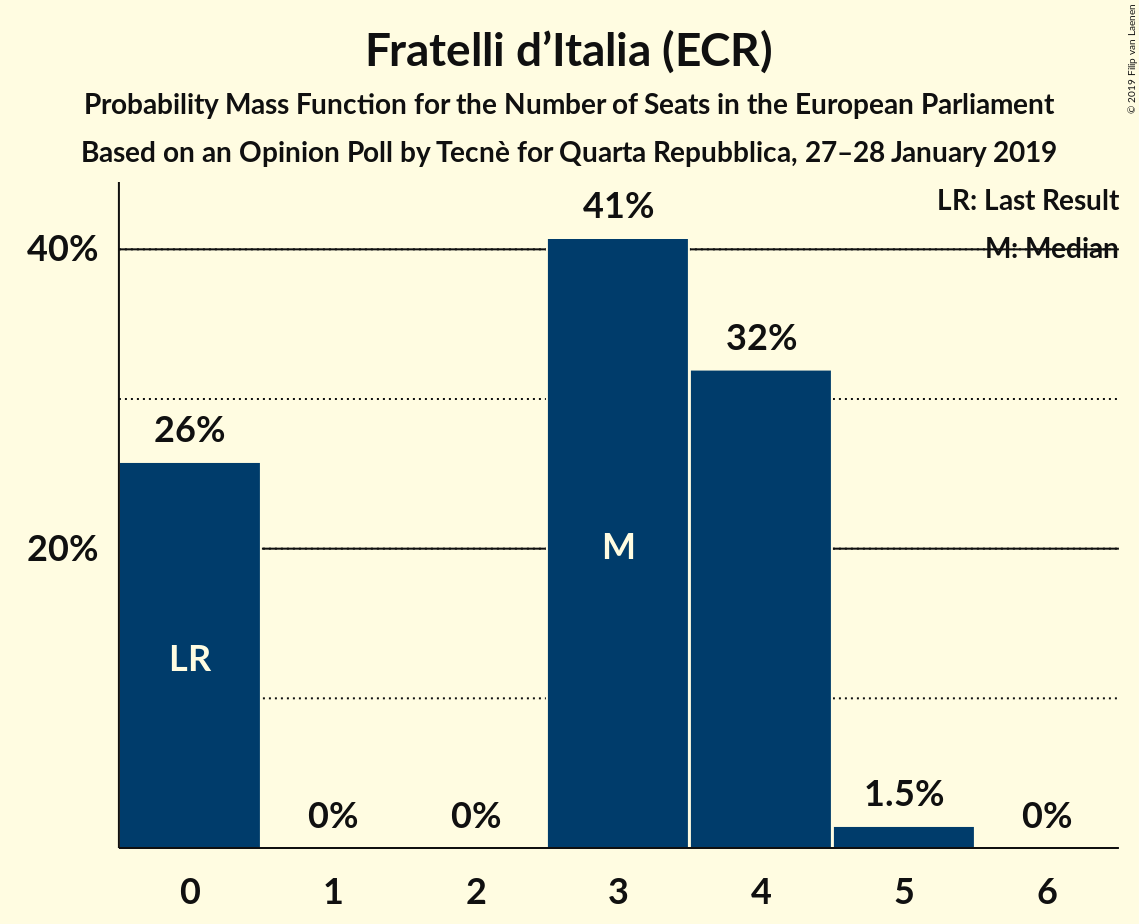 Fratelli d’Italia (ECR)
Probability Mass Function for the Number of Seats in the European Parliament
Based on an Opinion Poll by Tecnè for Quarta Repubblica, 27–28 January 2019
© 2019 Filip van Laenen
LR: Last Result
M: Median
40%
20%
26%
0%
0%
41%
32%
1.5%
0%
LR
M
0 1 2 3 4 5 6